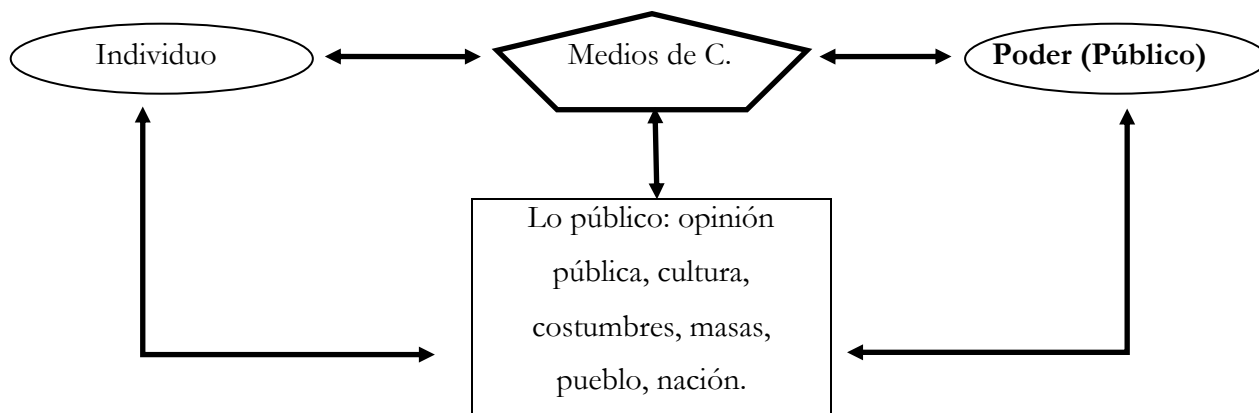 Individuo
Medios de C.
Poder (Público)
Lo público: opinión
pública, cultura,
costumbres, masas,
pueblo, nación.